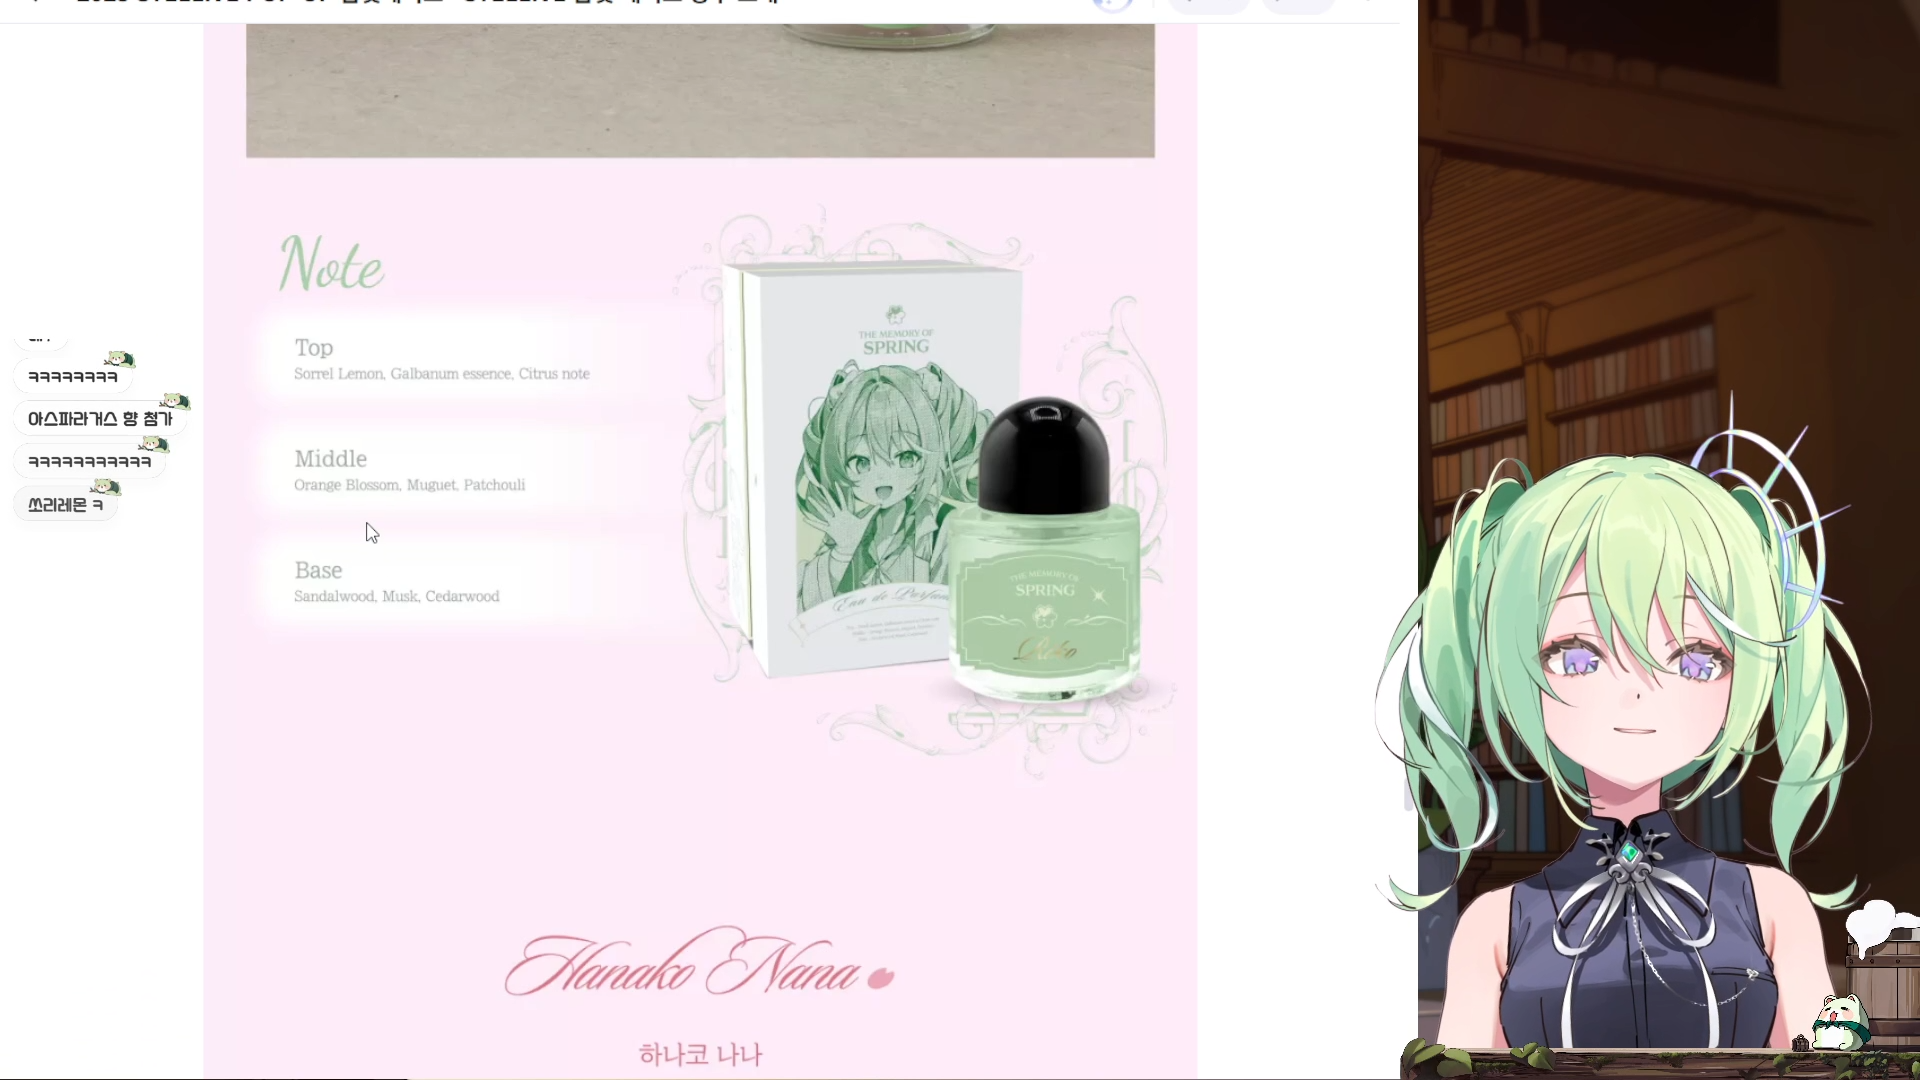 Note
Top
Sorrel Lemon, Galbanum essence, Citrus note
Middle
Orange Blossom, Muguet, Patchouli
Base
Sandalwood, Musk, Cedarwood
THE MEMORY OF
SPRING
Eau de Parfum
THE MEMORY OF
SPRING
Riko
ㅋㅋㅋㅋㅋㅋㅋㅋ
아스파라거스 향 첨가
ㅋㅋㅋㅋㅋㅋㅋㅋㅋㅋㅋ
쏘리레몬 ㅋ
Hanako Nana
하나코 나나